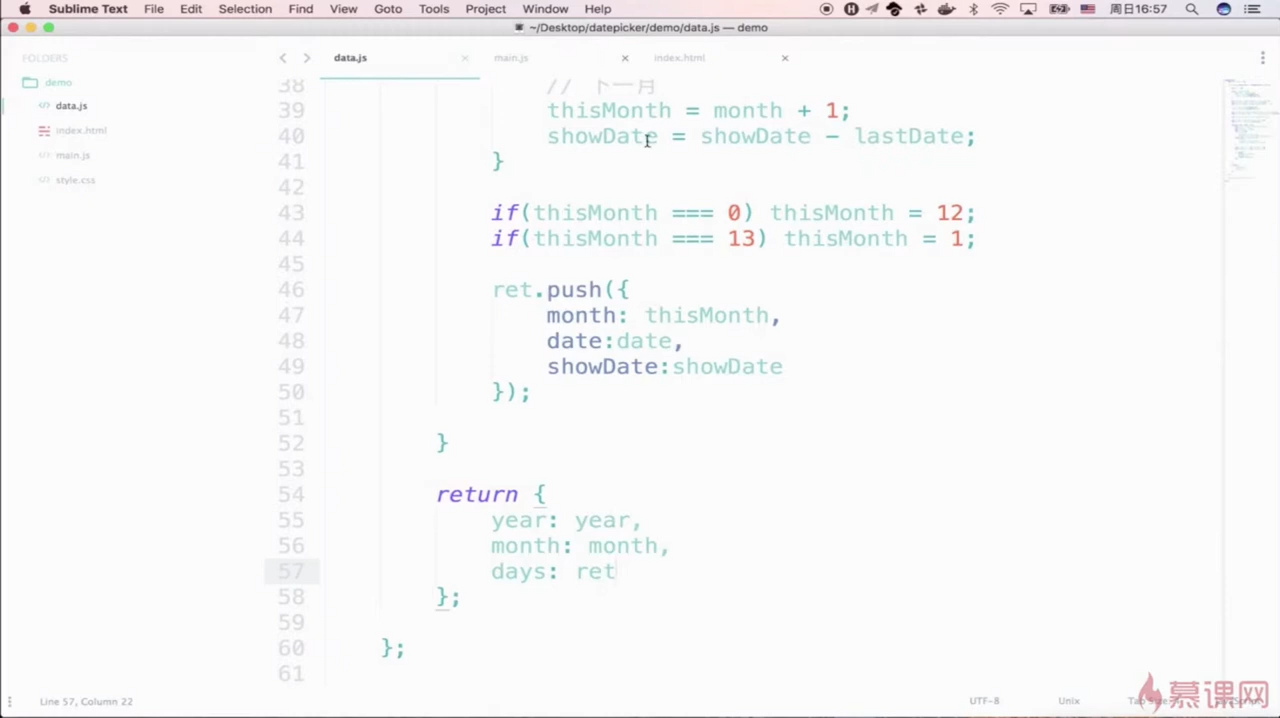 Sublime Text File Edit Selection Find View Goto Tools Project Window Help 周日16:57
~/Desktop/datepicker/demo/data.js — demo
FOLDERS
demo
data.js
index.html
main.js
style.css
data.js main.js index.html
38 // 下一月
39 thisMonth = month + 1;
40 showDate = showDate - lastDate;
41 }
42
43 if(thisMonth === 0) thisMonth = 12;
44 if(thisMonth === 13) thisMonth = 1;
45
46 ret.push({
47 month: thisMonth,
48 date:date,
49 showDate:showDate
50 });
51
52 }
53
54 return {
55 year: year,
56 month: month,
57 days: ret
58 };
59
60 };
61
Line 57, Column 22 UTF-8 Unix
慕课网